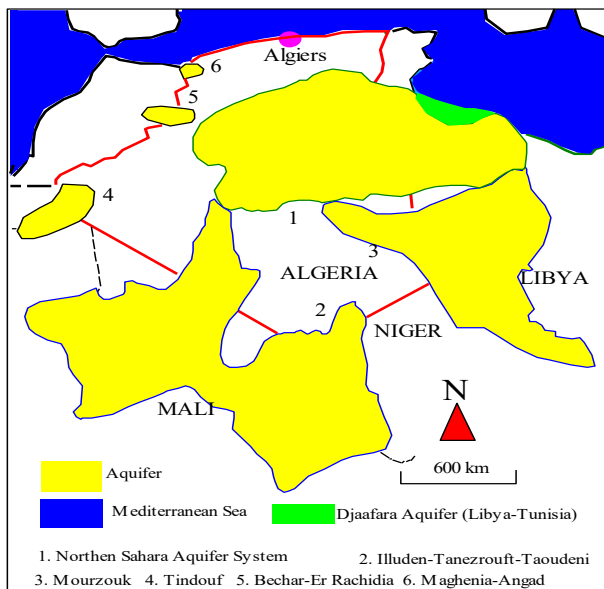 6
Algiers
5
4
1
3
ALGERIA
LIBYA
2
NIGER
MALI
N
600 km
Aquifer
Mediterranean Sea
Djaafara Aquifer (Libya-Tunisia)
1. Northen Sahara Aquifer System 2. Illuden-Tanezrouft-Taoudeni
3. Mourzouk 4. Tindouf 5. Bechar-Er Rachidia 6. Maghenia-Angad